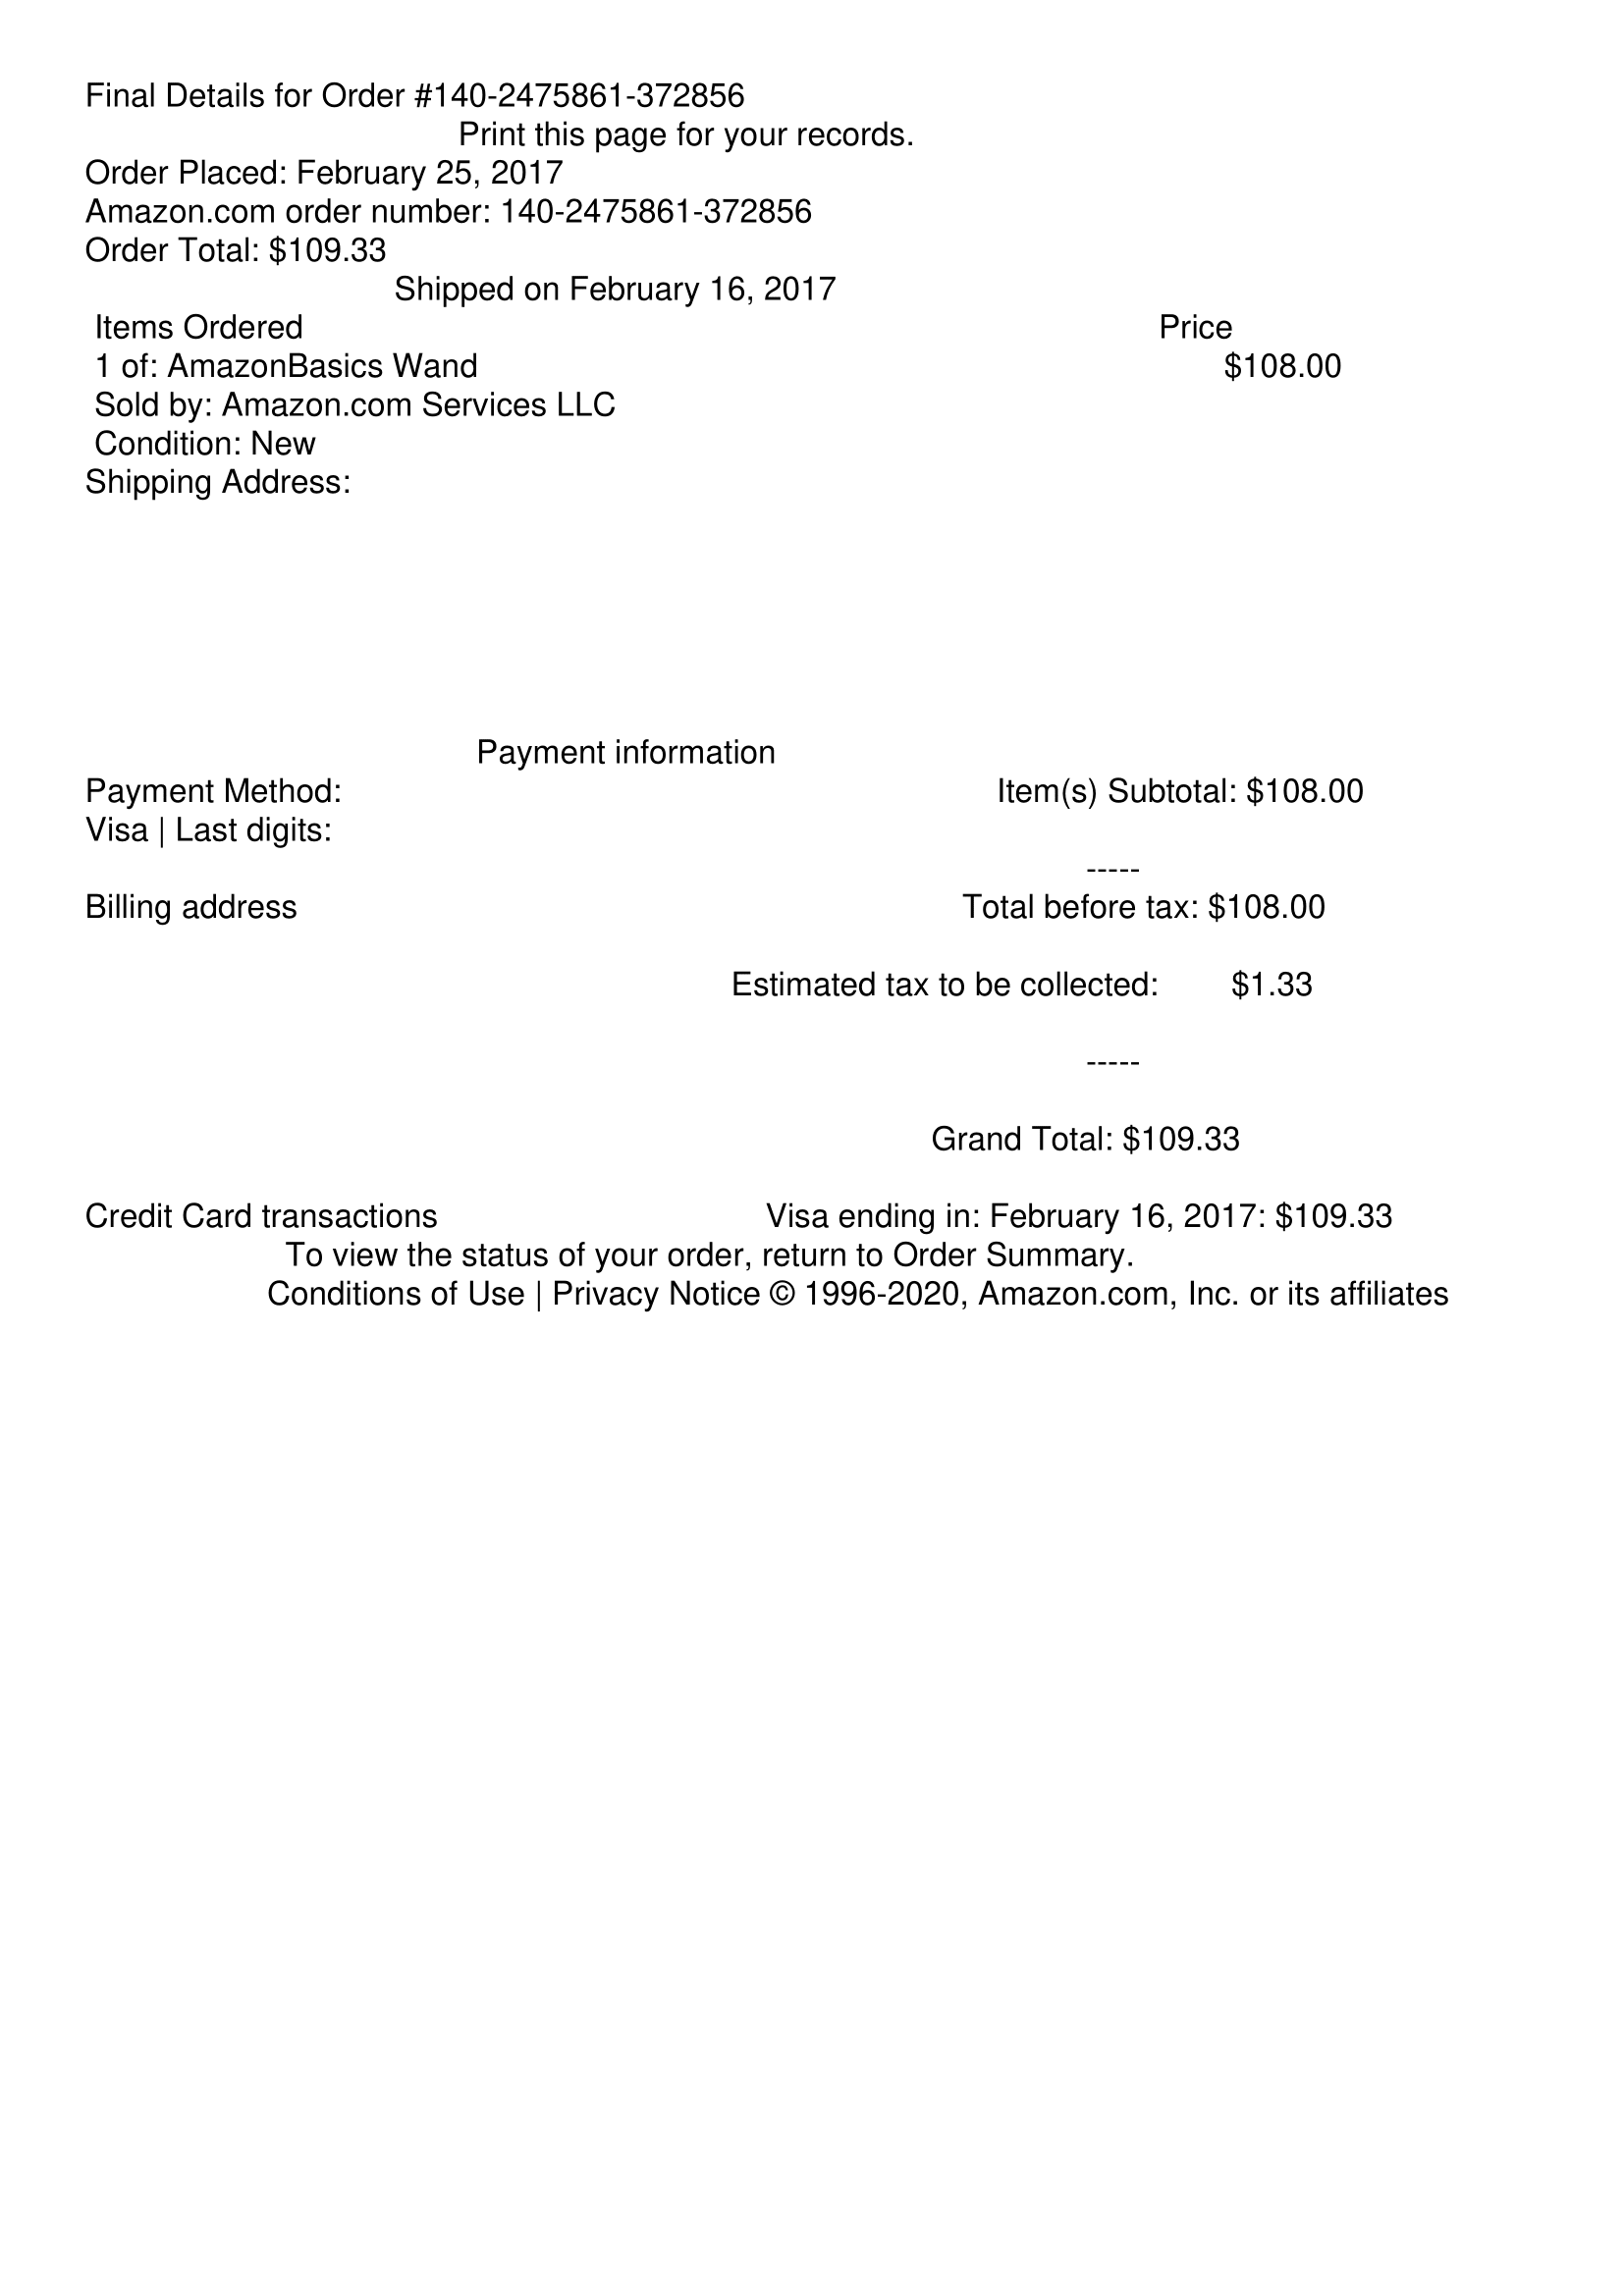 Final Details for Order #140-2475861-372856
Print this page for your records.
Order Placed: February 25, 2017
Amazon.com order number: 140-2475861-372856
Order Total: $109.33
Shipped on February 16, 2017
Items Ordered Price
1 of: AmazonBasics Wand $108.00
Sold by: Amazon.com Services LLC
Condition: New
Shipping Address:
Payment information
Payment Method: Item(s) Subtotal: $108.00
Visa | Last digits:
-----
Billing address Total before tax: $108.00
Estimated tax to be collected: $1.33
-----
Grand Total: $109.33
Credit Card transactions Visa ending in: February 16, 2017: $109.33
To view the status of your order, return to Order Summary.
Conditions of Use | Privacy Notice © 1996-2020, Amazon.com, Inc. or its affiliates